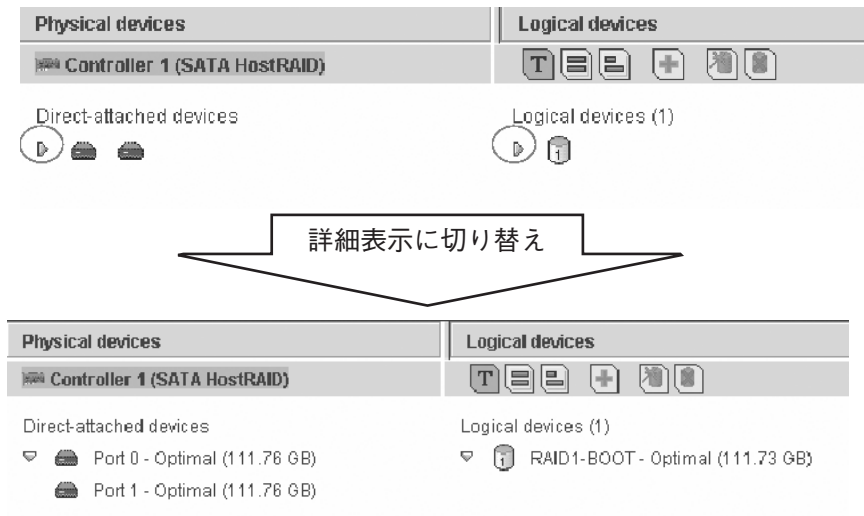 Physical devices
Logical devices
Controller 1 (SATA HostRAID)
T
Direct-attached devices
Logical devices (1)
1
詳細表示に切り替え
Physical devices
Logical devices
Controller 1 (SATA HostRAID)
T
Direct-attached devices
Logical devices (1)
Port 0 - Optimal (111.76 GB)
1 RAID1-BOOT - Optimal (111.73 GB)
Port 1 - Optimal (111.76 GB)